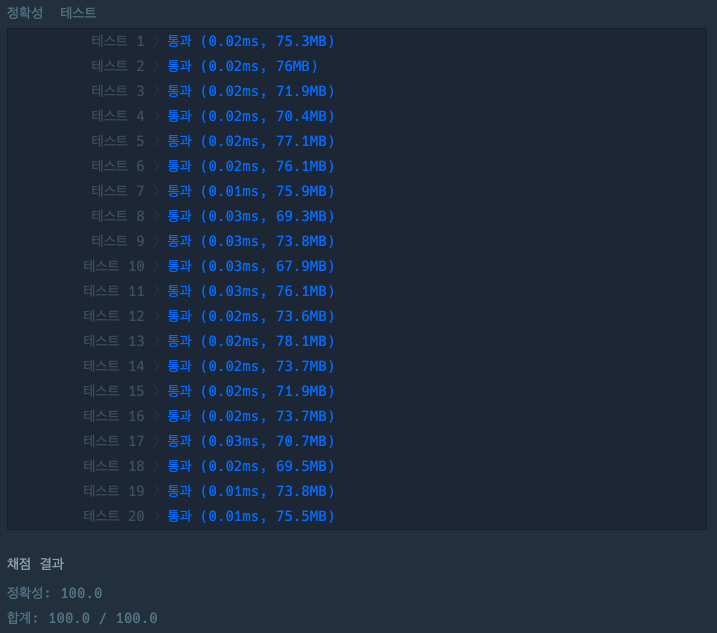 정확성 테스트
테스트 1 〉 통과 (0.02ms, 75.3MB)
테스트 2 〉 통과 (0.02ms, 76MB)
테스트 3 〉 통과 (0.02ms, 71.9MB)
테스트 4 〉 통과 (0.02ms, 70.4MB)
테스트 5 〉 통과 (0.02ms, 77.1MB)
테스트 6 〉 통과 (0.02ms, 76.1MB)
테스트 7 〉 통과 (0.01ms, 75.9MB)
테스트 8 〉 통과 (0.03ms, 69.3MB)
테스트 9 〉 통과 (0.03ms, 73.8MB)
테스트 10 〉 통과 (0.03ms, 67.9MB)
테스트 11 〉 통과 (0.03ms, 76.1MB)
테스트 12 〉 통과 (0.02ms, 73.6MB)
테스트 13 〉 통과 (0.02ms, 78.1MB)
테스트 14 〉 통과 (0.02ms, 73.7MB)
테스트 15 〉 통과 (0.02ms, 71.9MB)
테스트 16 〉 통과 (0.02ms, 73.7MB)
테스트 17 〉 통과 (0.03ms, 70.7MB)
테스트 18 〉 통과 (0.02ms, 69.5MB)
테스트 19 〉 통과 (0.01ms, 73.8MB)
테스트 20 〉 통과 (0.01ms, 75.5MB)
채점 결과
정확성: 100.0
합계: 100.0 / 100.0